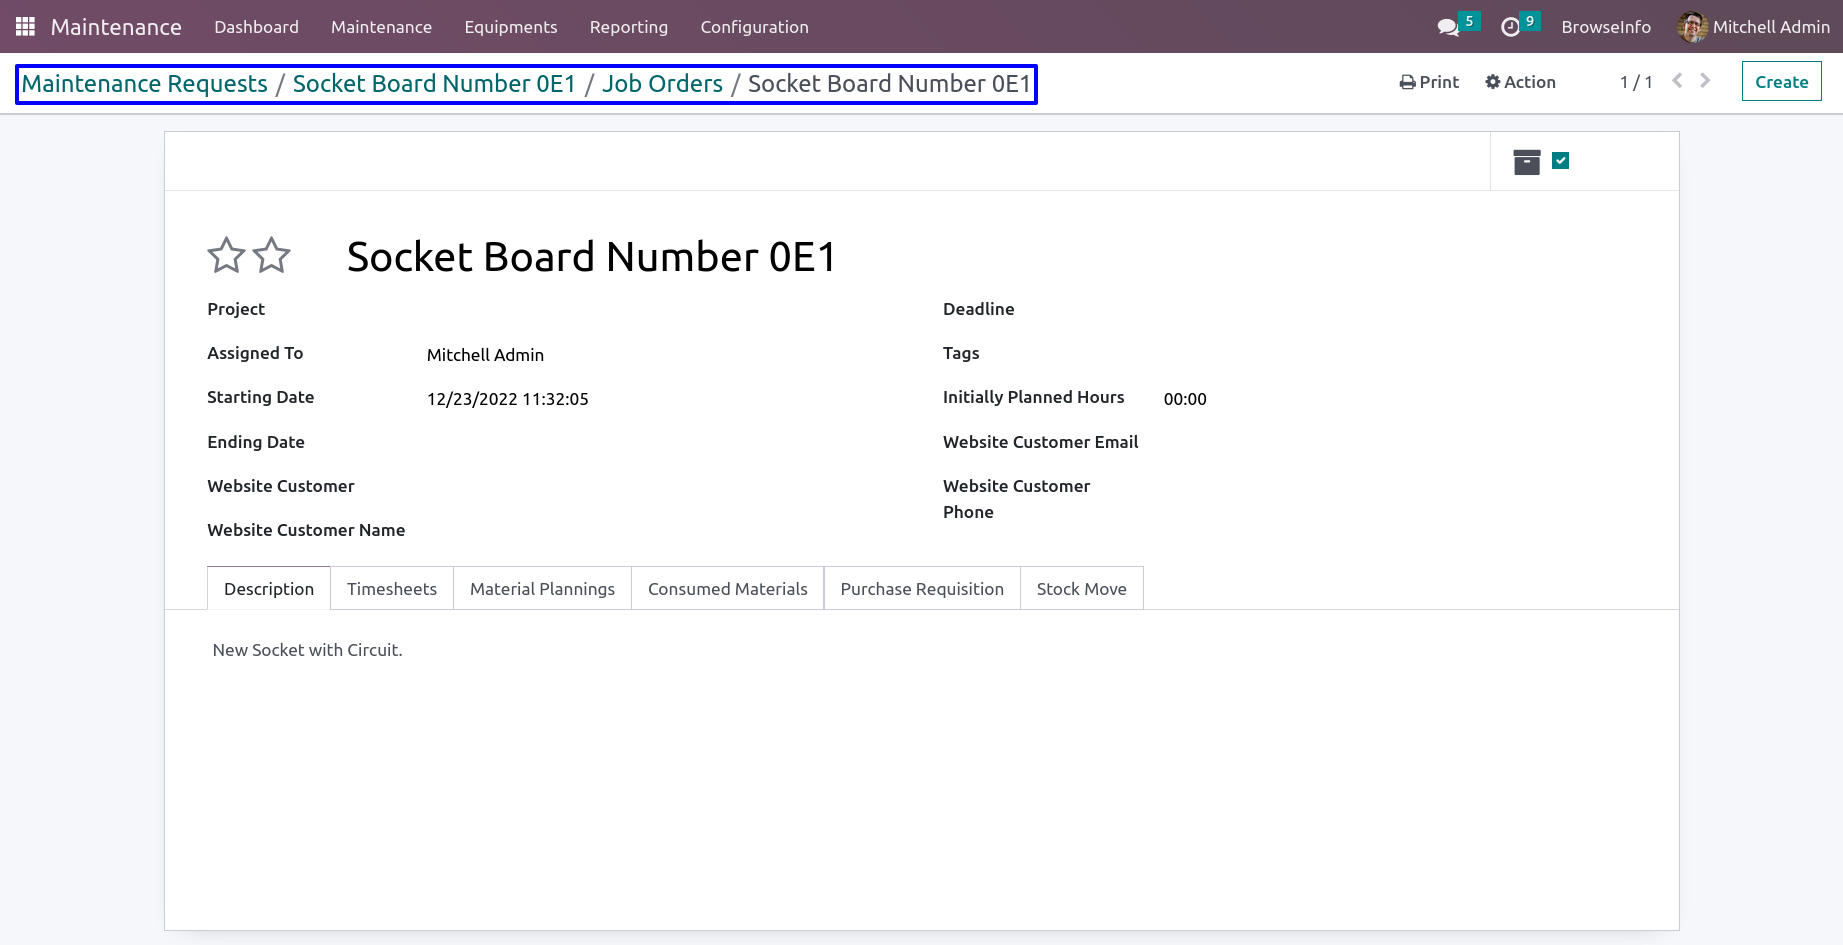 Maintenance Dashboard Maintenance Equipments Reporting Configuration 5 9 BrowseInfo Mitchell Admin
Maintenance Requests / Socket Board Number 0E1 / Job Orders / Socket Board Number 0E1 Print Action 1 / 1 Create
Socket Board Number 0E1
Project
Deadline
Assigned To Mitchell Admin
Tags
Starting Date 12/23/2022 11:32:05
Initially Planned Hours 00:00
Ending Date
Website Customer Email
Website Customer
Website Customer
Phone
Website Customer Name
Description Timesheets Material Plannings Consumed Materials Purchase Requisition Stock Move
New Socket with Circuit.